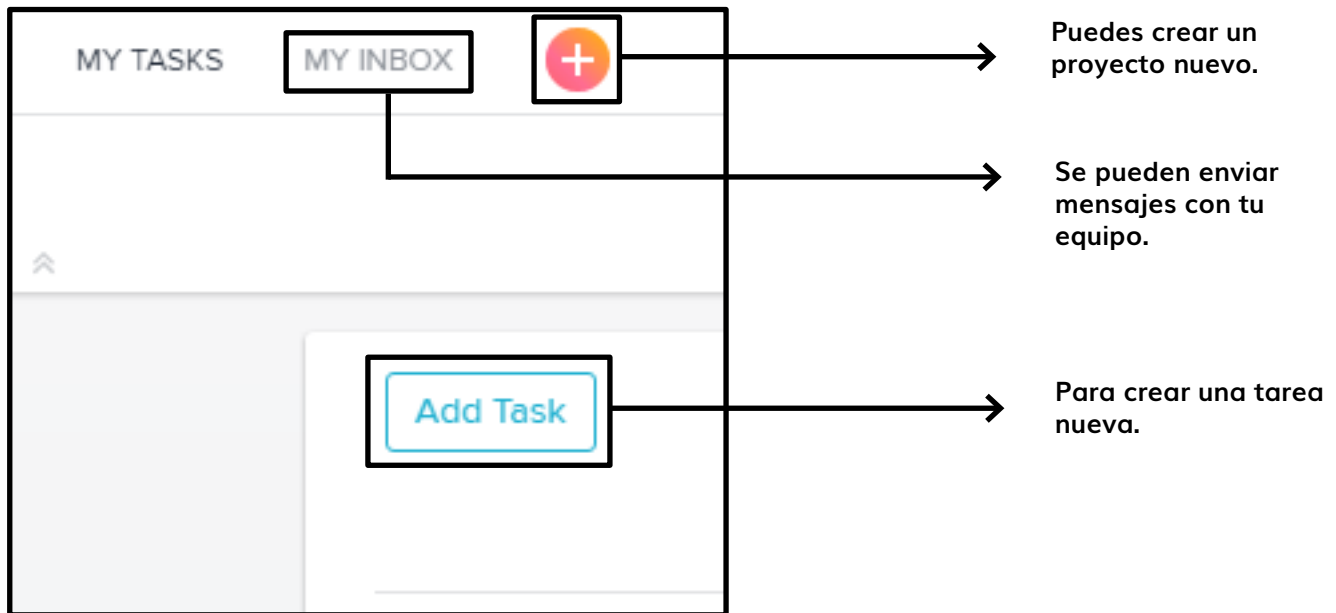 MY TASKS
MY INBOX
+
Puedes crear un
proyecto nuevo.
Se pueden enviar
mensajes con tu
equipo.
Add Task
Para crear una tarea
nueva.